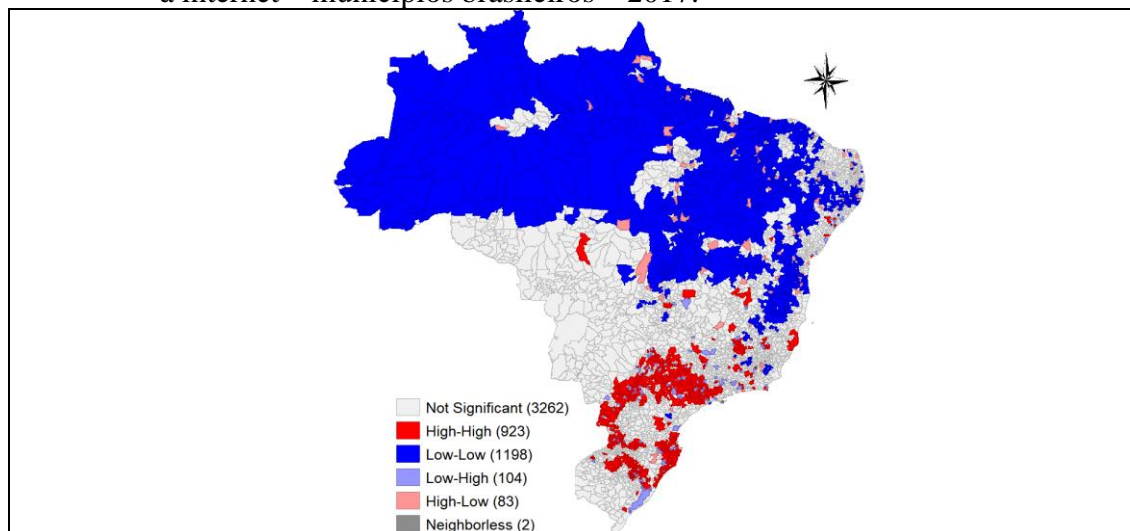 a internet – municípios brasileiros – 2017.
Not Significant (3262)
High-High (923)
Low-Low (1198)
Low-High (104)
High-Low (83)
Neighborless (2)